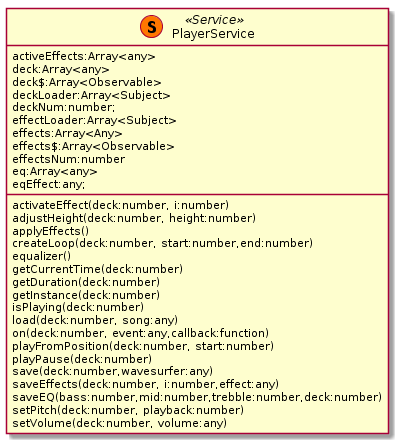 S
«Service»
PlayerService
activeEffects:Array<any>
deck:Array<any>
deck$:Array<Observable>
deckLoader:Array<Subject>
deckNum:number;
effectLoader:Array<Subject>
effects:Array<Any>
effects$:Array<Observable>
effectsNum:number
eq:Array<any>
eqEffect:any;
activateEffect(deck:number, i:number)
adjustHeight(deck:number, height:number)
applyEffects()
createLoop(deck:number, start:number,end:number)
equalizer()
getCurrentTime(deck:number)
getDuration(deck:number)
getInstance(deck:number)
isPlaying(deck:number)
load(deck:number, song:any)
on(deck:number, event:any,callback:function)
playFromPosition(deck:number, start:number)
playPause(deck:number)
save(deck:number,wavesurfer:any)
saveEffects(deck:number, i:number,effect:any)
saveEQ(bass:number,mid:number,trebble:number,deck:number)
setPitch(deck:number, playback:number)
setVolume(deck:number, volume:any)